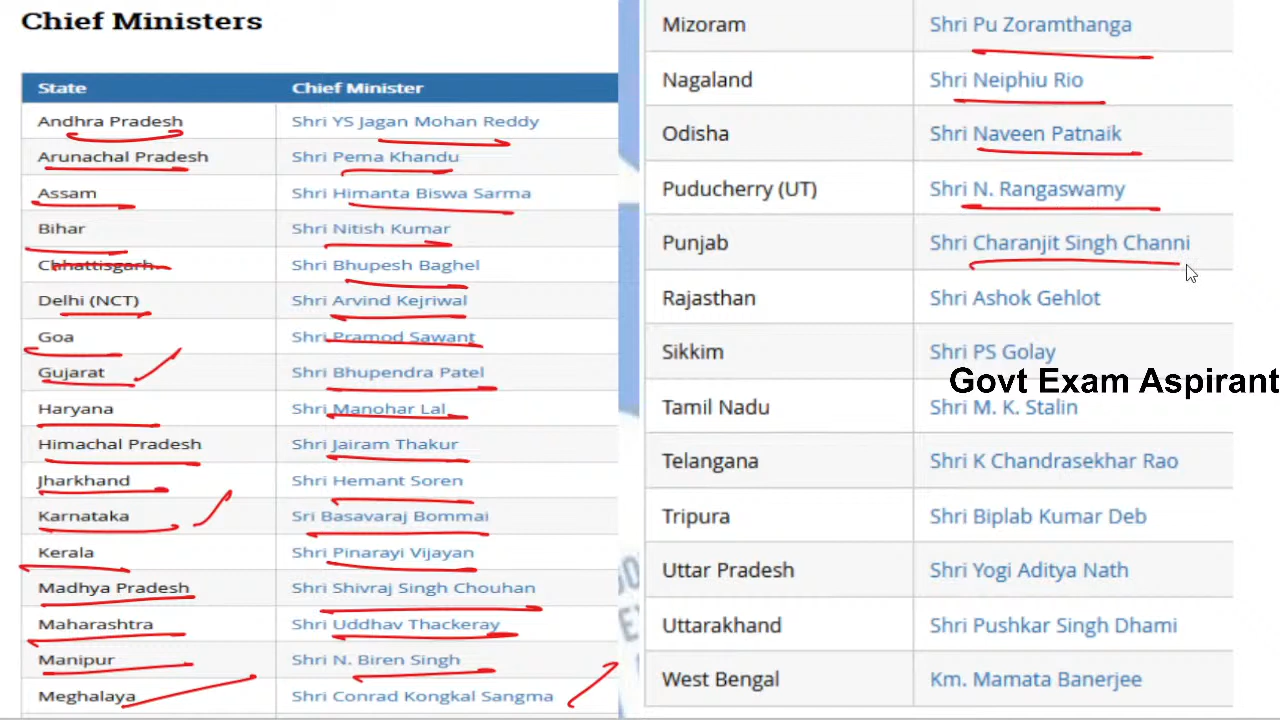 Chief Ministers
State Chief Minister
Andhra Pradesh Shri YS Jagan Mohan Reddy
Arunachal Pradesh Shri Pema Khandu
Assam Shri Himanta Biswa Sarma
Bihar Shri Nitish Kumar
Chhattisgarh Shri Bhupesh Baghel
Delhi (NCT) Shri Arvind Kejriwal
Goa Shri Pramod Sawant
Gujarat Shri Bhupendra Patel
Haryana Shri Manohar Lal
Himachal Pradesh Shri Jairam Thakur
Jharkhand Shri Hemant Soren
Karnataka Sri Basavaraj Bommai
Kerala Shri Pinarayi Vijayan
Madhya Pradesh Shri Shivraj Singh Chouhan
Maharashtra Shri Uddhav Thackeray
Manipur Shri N. Biren Singh
Meghalaya Shri Conrad Kongkal Sangma
Mizoram Shri Pu Zoramthanga
Nagaland Shri Neiphiu Rio
Odisha Shri Naveen Patnaik
Puducherry (UT) Shri N. Rangaswamy
Punjab Shri Charanjit Singh Channi
Rajasthan Shri Ashok Gehlot
Sikkim Shri PS Golay
Govt Exam Aspirant
Tamil Nadu Shri M. K. Stalin
Telangana Shri K Chandrasekhar Rao
Tripura Shri Biplab Kumar Deb
Uttar Pradesh Shri Yogi Aditya Nath
Uttarakhand Shri Pushkar Singh Dhami
West Bengal Km. Mamata Banerjee